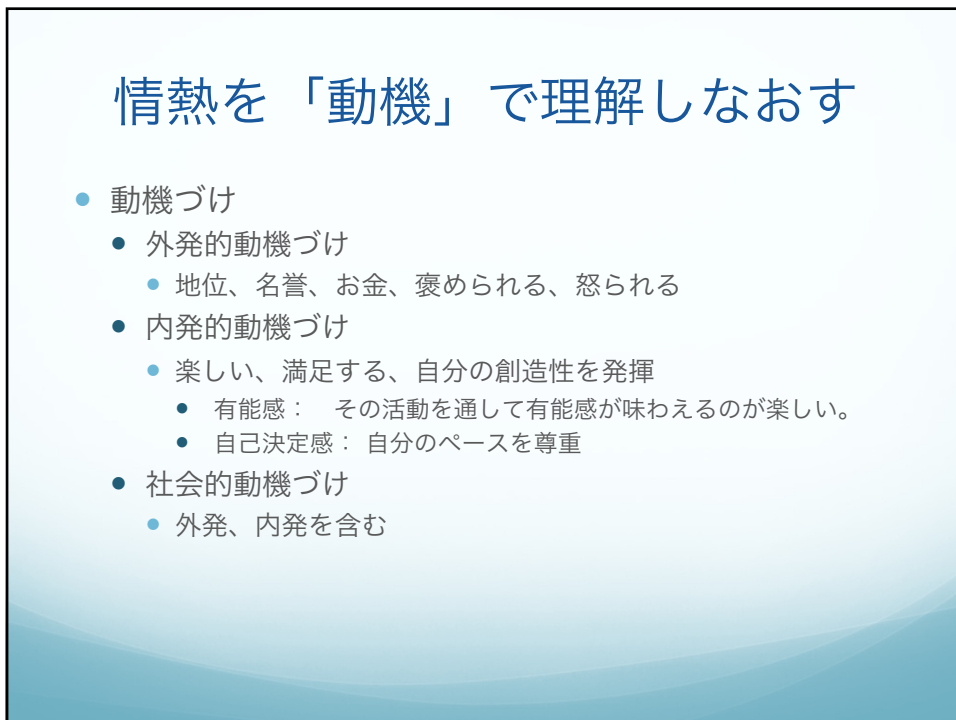 情熱を「動機」で理解しなおす
• 動機づけ
• 外発的動機づけ
• 地位、名誉、お金、褒められる、怒られる
• 内発的動機づけ
• 楽しい、満足する、自分の創造性を発揮
• 有能感： その活動を通して有能感が味わえるのが楽しい。
• 自己決定感： 自分のペースを尊重
• 社会的動機づけ
• 外発、内発を含む